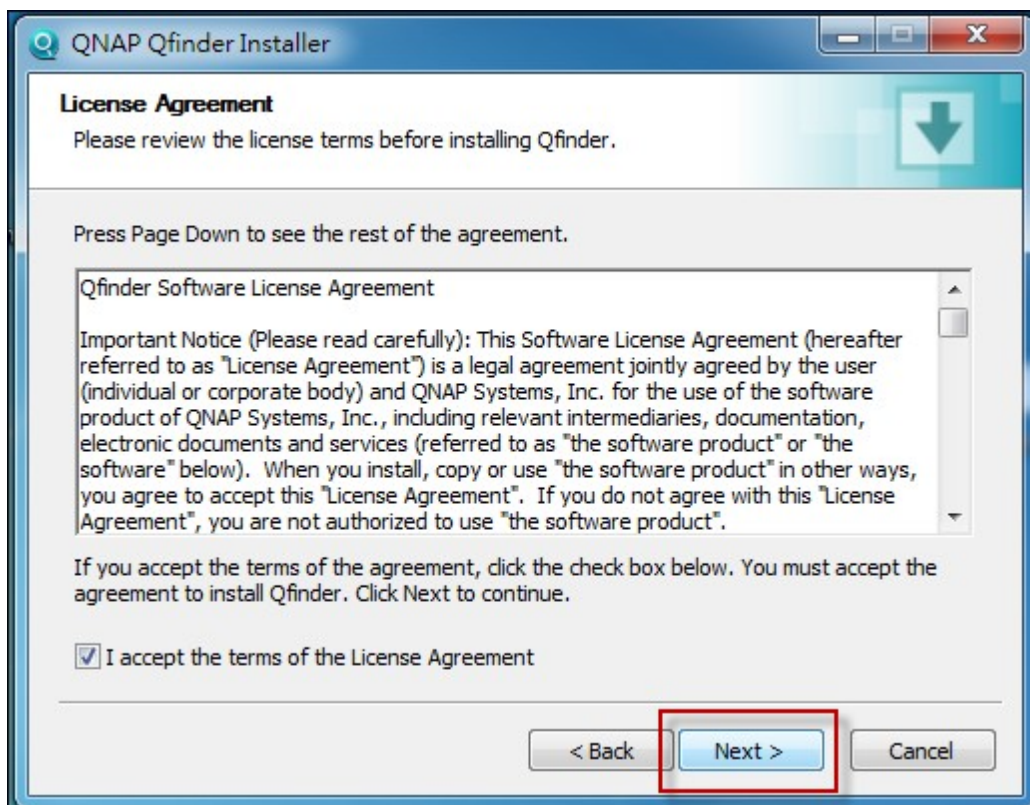 QNAP Qfinder Installer
License Agreement
Please review the license terms before installing Qfinder.
Press Page Down to see the rest of the agreement.
Qfinder Software License Agreement
Important Notice (Please read carefully): This Software License Agreement (hereafter
referred to as "License Agreement") is a legal agreement jointly agreed by the user
(individual or corporate body) and QNAP Systems, Inc. for the use of the software
product of QNAP Systems, Inc., including relevant intermediaries, documentation,
electronic documents and services (referred to as "the software product" or "the
software" below).  When you install, copy or use "the software product" in other ways,
you agree to accept this "License Agreement".  If you do not agree with this "License
Agreement", you are not authorized to use "the software product".
If you accept the terms of the agreement, click the check box below. You must accept the
agreement to install Qfinder. Click Next to continue.
I accept the terms of the License Agreement
< Back Next > Cancel